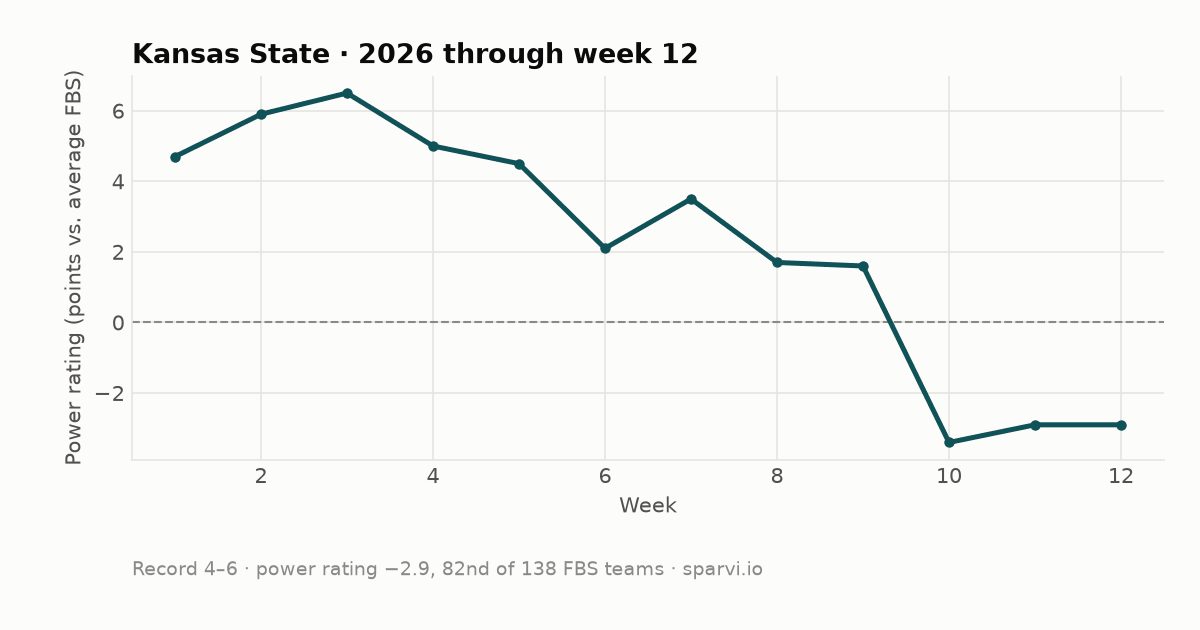 Kansas State · 2026 through week 12
Power rating (points vs. average FBS)
6
4
2
0
−2
2
4
6
8
10
12
Week
Record 4–6 · power rating −2.9, 82nd of 138 FBS teams · sparvi.io